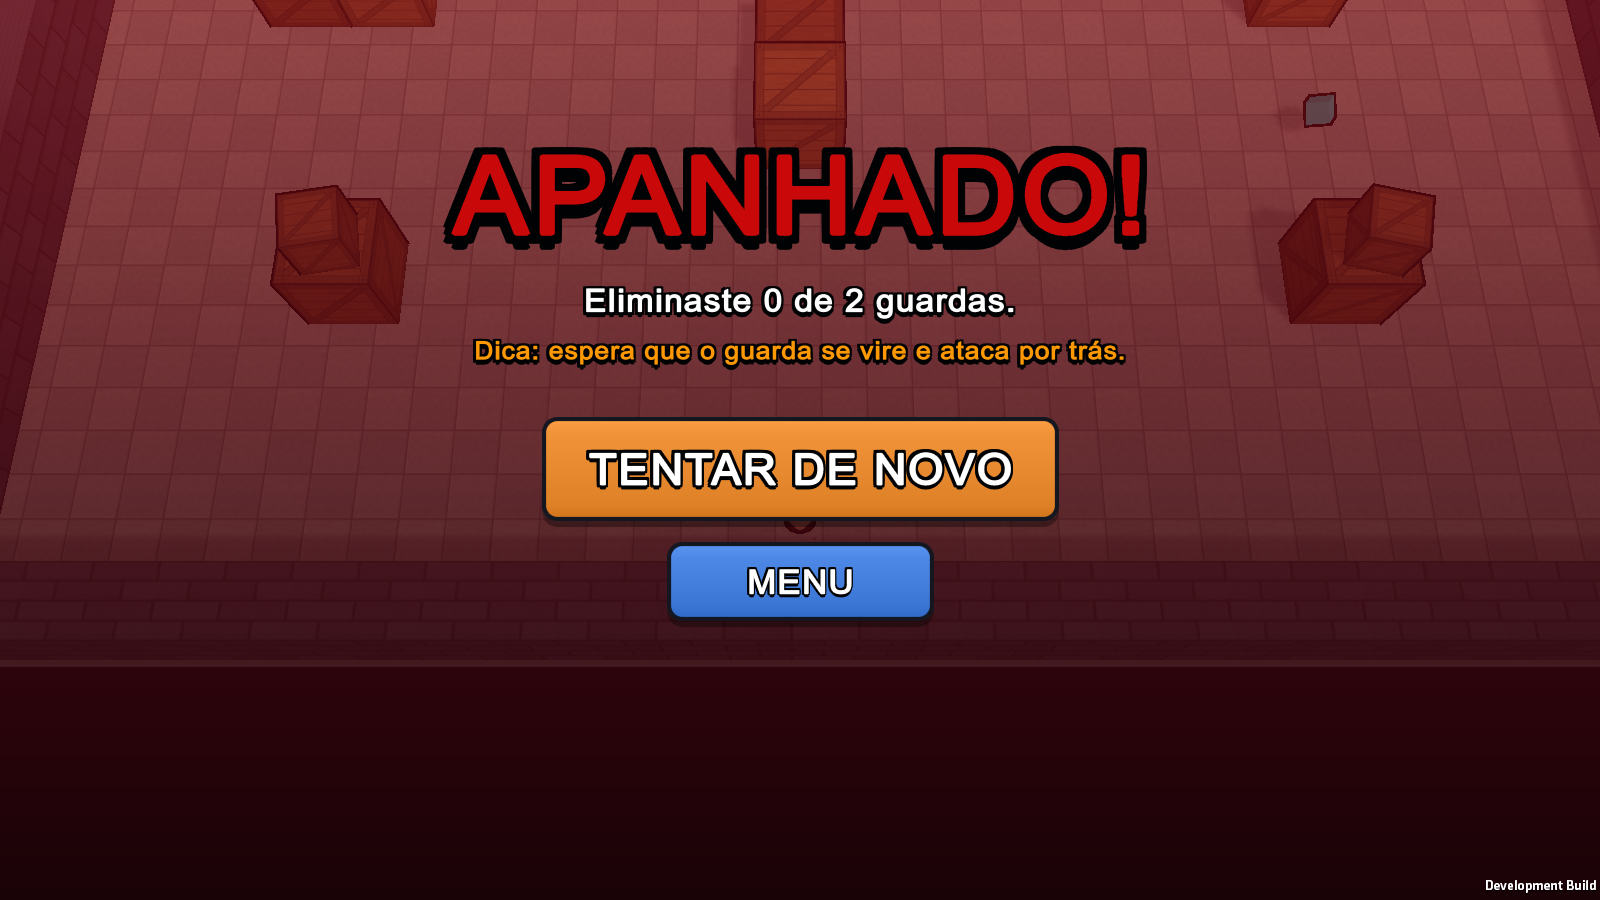 APANHADO!
Eliminaste 0 de 2 guardas.
Dica: espera que o guarda se vire e ataca por trás.
TENTAR DE NOVO
MENU
Development Build